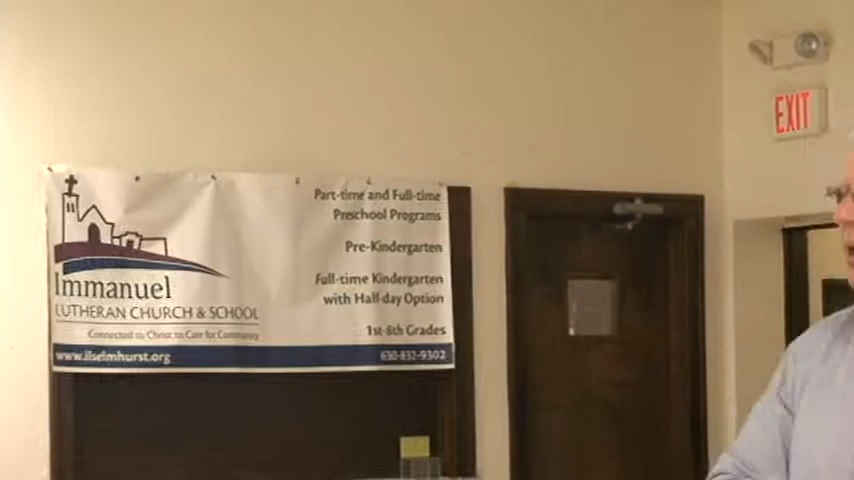 Part-time and Full-time
Preschool Programs
Pre-Kindergarten
Full-time Kindergarten
with Half-day Option
1st-8th Grades
Immanuel
LUTHERAN CHURCH & SCHOOL
Connected to Christ to Care for Community
www.ilselmhurst.org
630-832-9302
EXIT